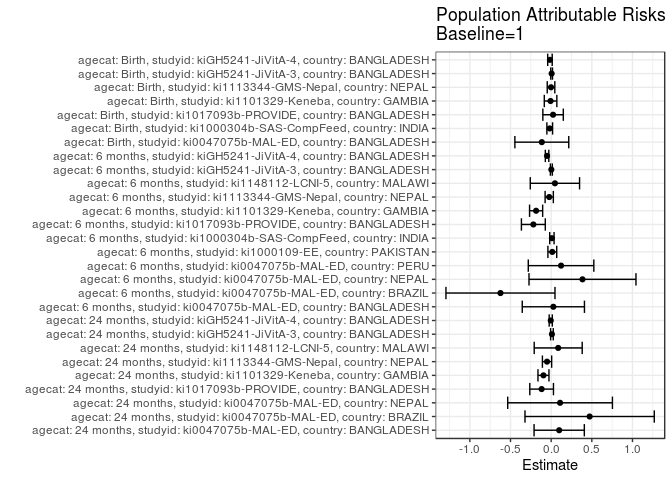 Population Attributable Risks
Baseline=1
agecat: Birth, studyid: kiGH5241-JiVitA-4, country: BANGLADESH
agecat: Birth, studyid: kiGH5241-JiVitA-3, country: BANGLADESH
agecat: Birth, studyid: ki1113344-GMS-Nepal, country: NEPAL
agecat: Birth, studyid: ki1101329-Keneba, country: GAMBIA
agecat: Birth, studyid: ki1017093b-PROVIDE, country: BANGLADESH
agecat: Birth, studyid: ki1000304b-SAS-CompFeed, country: INDIA
agecat: Birth, studyid: ki0047075b-MAL-ED, country: BANGLADESH
agecat: 6 months, studyid: kiGH5241-JiVitA-4, country: BANGLADESH
agecat: 6 months, studyid: kiGH5241-JiVitA-3, country: BANGLADESH
agecat: 6 months, studyid: ki1148112-LCNI-5, country: MALAWI
agecat: 6 months, studyid: ki1113344-GMS-Nepal, country: NEPAL
agecat: 6 months, studyid: ki1101329-Keneba, country: GAMBIA
agecat: 6 months, studyid: ki1017093b-PROVIDE, country: BANGLADESH
agecat: 6 months, studyid: ki1000304b-SAS-CompFeed, country: INDIA
agecat: 6 months, studyid: ki1000109-EE, country: PAKISTAN
agecat: 6 months, studyid: ki0047075b-MAL-ED, country: PERU
agecat: 6 months, studyid: ki0047075b-MAL-ED, country: NEPAL
agecat: 6 months, studyid: ki0047075b-MAL-ED, country: BRAZIL
agecat: 6 months, studyid: ki0047075b-MAL-ED, country: BANGLADESH
agecat: 24 months, studyid: kiGH5241-JiVitA-4, country: BANGLADESH
agecat: 24 months, studyid: kiGH5241-JiVitA-3, country: BANGLADESH
agecat: 24 months, studyid: ki1148112-LCNI-5, country: MALAWI
agecat: 24 months, studyid: ki1113344-GMS-Nepal, country: NEPAL
agecat: 24 months, studyid: ki1101329-Keneba, country: GAMBIA
agecat: 24 months, studyid: ki1017093b-PROVIDE, country: BANGLADESH
agecat: 24 months, studyid: ki0047075b-MAL-ED, country: NEPAL
agecat: 24 months, studyid: ki0047075b-MAL-ED, country: BRAZIL
agecat: 24 months, studyid: ki0047075b-MAL-ED, country: BANGLADESH
-1.0 -0.5 0.0 0.5 1.0
Estimate